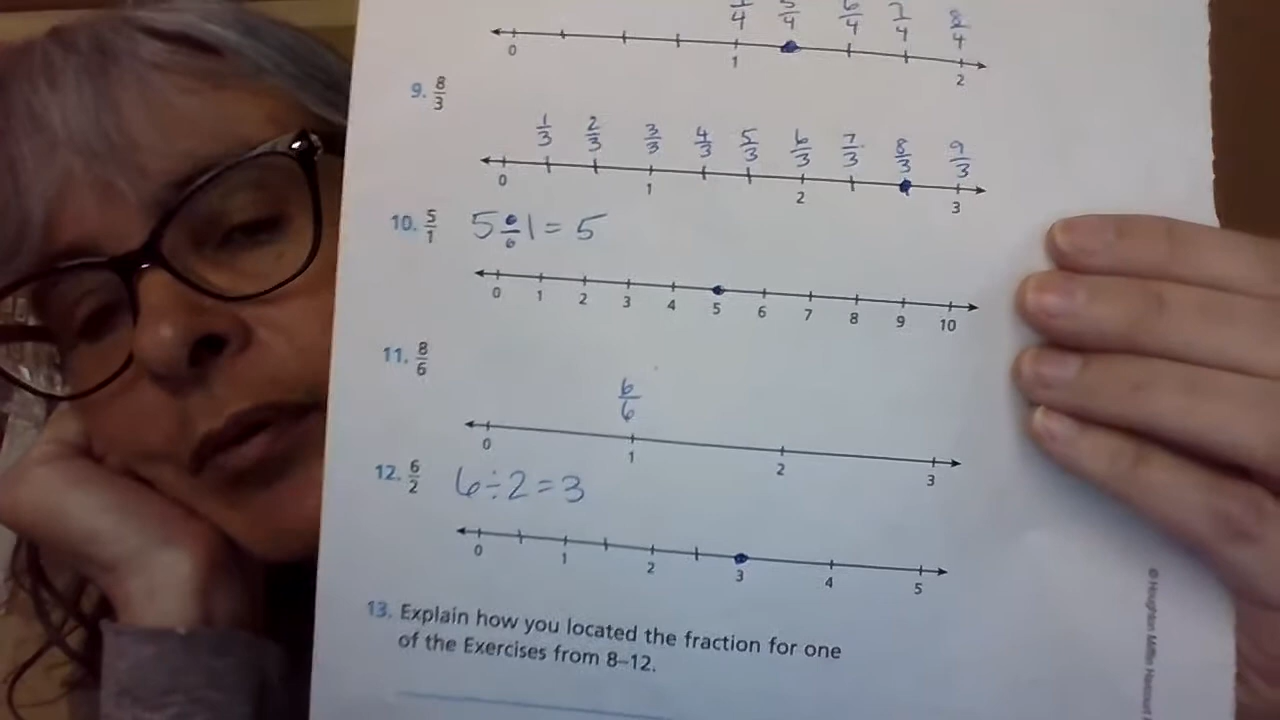 4 5/4 6/4 7/4 8/4
0 1 2
9. 8/3
1/3 2/3 3/3 4/3 5/3 6/3 7/3 8/3 9/3
0 1 2 3
10. 5/1 5 ÷ 1 = 5
0 1 2 3 4 5 6 7 8 9 10
11. 8/6
6/6
0 1 2 3
12. 6/2 6 ÷ 2 = 3
0 1 2 3 4 5
13. Explain how you located the fraction for one
of the Exercises from 8–12.
© Houghton Mifflin Harcourt